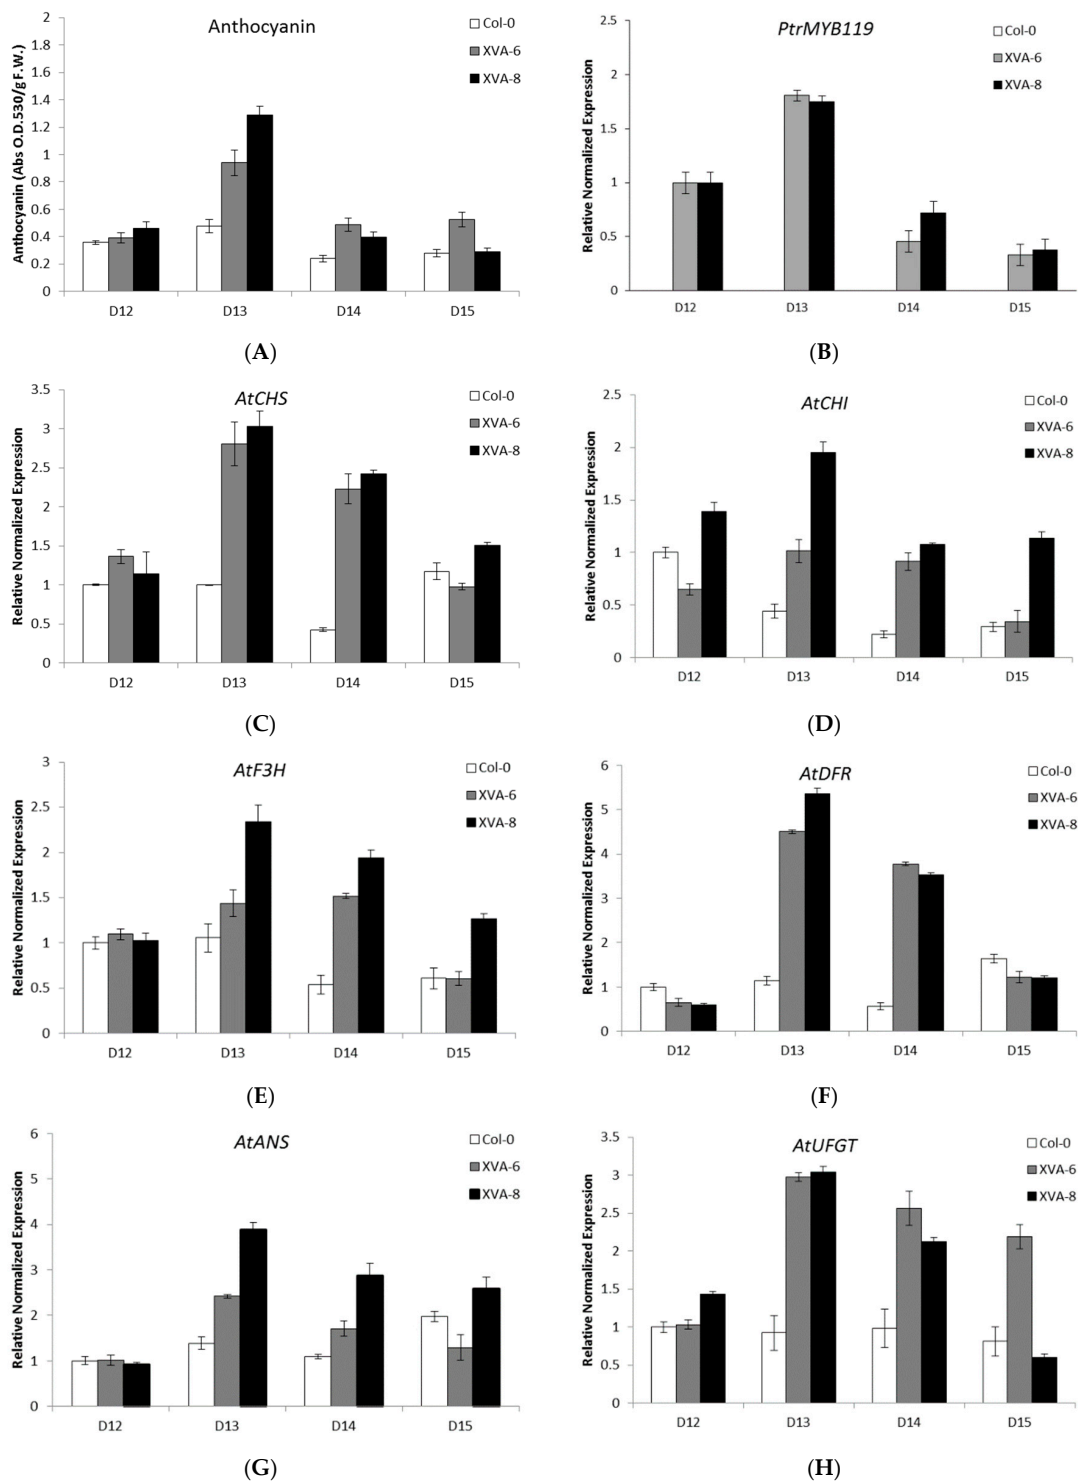 Anthocyanin
Col-0
XVA-6
XVA-8
Anthocyanin (Abs O.D.530/g F.W.)
2
1.8
1.6
1.4
1.2
1
0.8
0.6
0.4
0.2
0
D12 D13 D14 D15
(A)
PtrMYB119
Col-0
XVA-6
XVA-8
Relative Normalized Expression
2.5
2
1.5
1
0.5
0
D12 D13 D14 D15
(B)
AtCHS
Col-0
XVA-6
XVA-8
Relative Normalized Expression
3.5
3
2.5
2
1.5
1
0.5
0
D12 D13 D14 D15
(C)
AtCHI
Col-0
XVA-6
XVA-8
Relative Normalized Expression
2.5
2
1.5
1
0.5
0
D12 D13 D14 D15
(D)
AtF3H
Col-0
XVA-6
XVA-8
Relative Normalized Expression
3
2.5
2
1.5
1
0.5
0
D12 D13 D14 D15
(E)
AtDFR
Col-0
XVA-6
XVA-8
Relative Normalized Expression
6
5
4
3
2
1
0
D12 D13 D14 D15
(F)
AtANS
Col-0
XVA-6
XVA-8
Relative Normalized Expression
6
5
4
3
2
1
0
D12 D13 D14 D15
(G)
AtUFGT
Col-0
XVA-6
XVA-8
Relative Normalized Expression
3.5
3
2.5
2
1.5
1
0.5
0
D12 D13 D14 D15
(H)